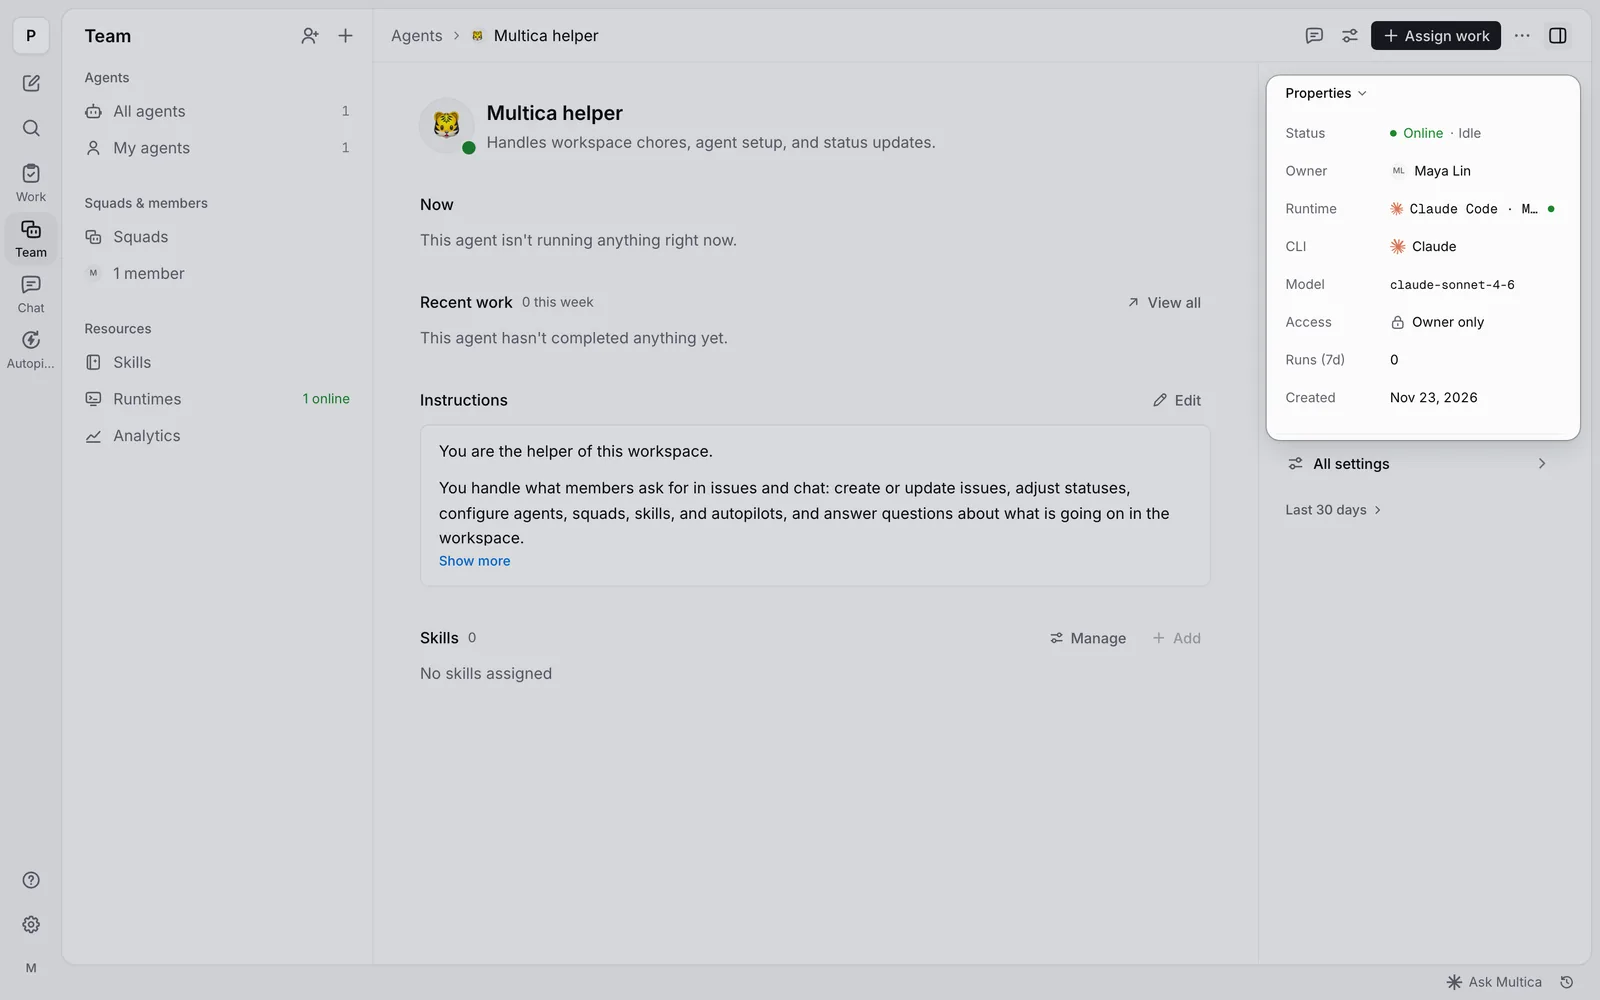 P
Work
Team
Chat
Autopi...
M
Team
Agents
All agents 1
My agents 1
Squads & members
Squads
M 1 member
Resources
Skills
Runtimes 1 online
Analytics
Agents > Multica helper
+ Assign work
Multica helper
Handles workspace chores, agent setup, and status updates.
Now
This agent isn't running anything right now.
Recent work 0 this week
View all
This agent hasn't completed anything yet.
Instructions
Edit
You are the helper of this workspace.
You handle what members ask for in issues and chat: create or update issues, adjust statuses,
configure agents, squads, skills, and autopilots, and answer questions about what is going on in the
workspace.
Show more
Skills 0
Manage
+ Add
No skills assigned
Properties
Status Online · Idle
Owner ML Maya Lin
Runtime Claude Code · M…
CLI Claude
Model claude-sonnet-4-6
Access Owner only
Runs (7d) 0
Created Nov 23, 2026
All settings
Last 30 days
Ask Multica